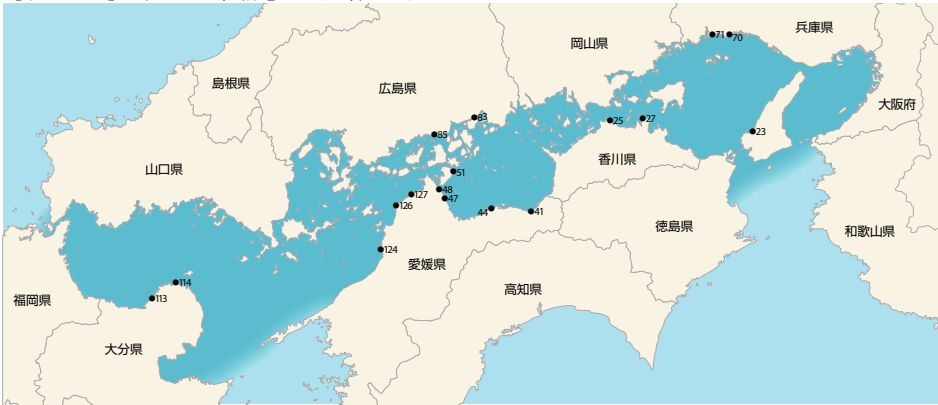 兵庫県
71
70
岡山県
島根県
広島県
大阪府
83
25
27
23
85
香川県
山口県
51
48
127
47
126
44
41
徳島県
和歌山県
124
愛媛県
114
高知県
福岡県
113
大分県